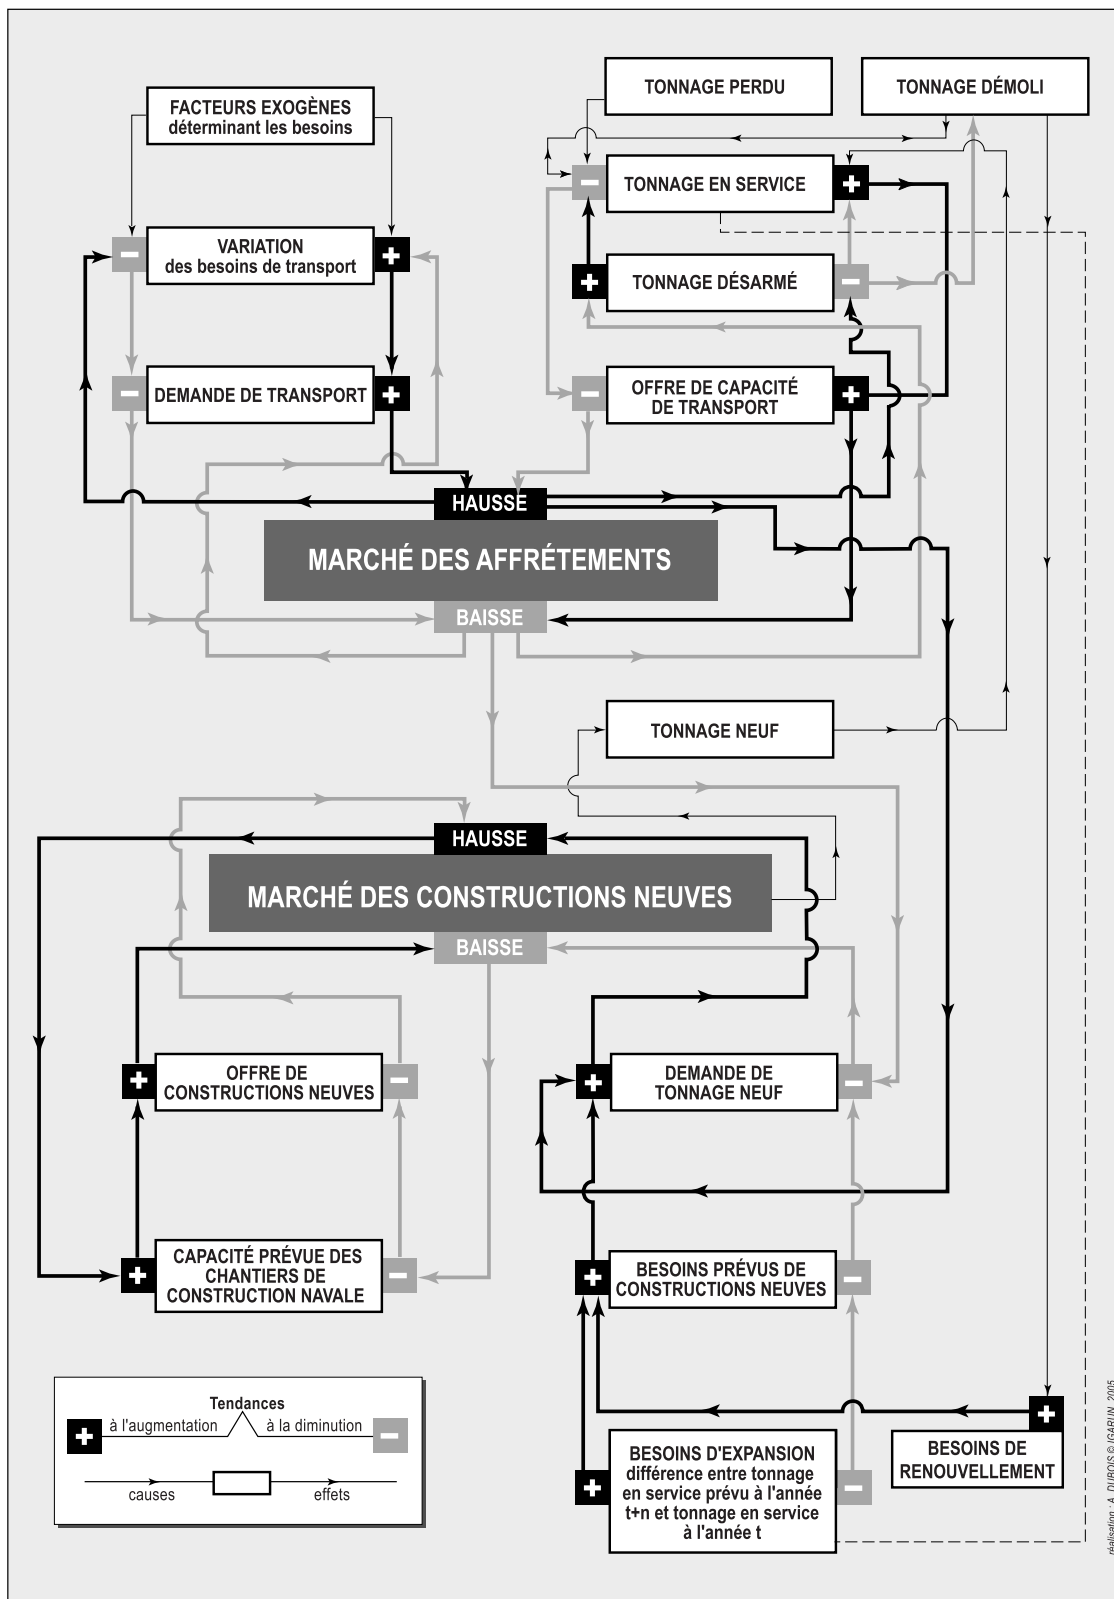 TONNAGE PERDU
TONNAGE DÉMOLI
FACTEURS EXOGÈNES
déterminant les besoins
TONNAGE EN SERVICE
VARIATION
des besoins de transport
TONNAGE DÉSARMÉ
DEMANDE DE TRANSPORT
OFFRE DE CAPACITÉ
DE TRANSPORT
HAUSSE
MARCHÉ DES AFFRÉTEMENTS
BAISSE
TONNAGE NEUF
HAUSSE
MARCHÉ DES CONSTRUCTIONS NEUVES
BAISSE
OFFRE DE
CONSTRUCTIONS NEUVES
DEMANDE DE
TONNAGE NEUF
CAPACITÉ PRÉVUE DES
CHANTIERS DE
CONSTRUCTION NAVALE
BESOINS PRÉVUS DE
CONSTRUCTIONS NEUVES
BESOINS D'EXPANSION
différence entre tonnage
en service prévu à l'année
t+n et tonnage en service
à l'année t
BESOINS DE
RENOUVELLEMENT
Tendances
à l'augmentation
à la diminution
causes
effets
réalisation : A. DUBOIS © IGARUN, 2005